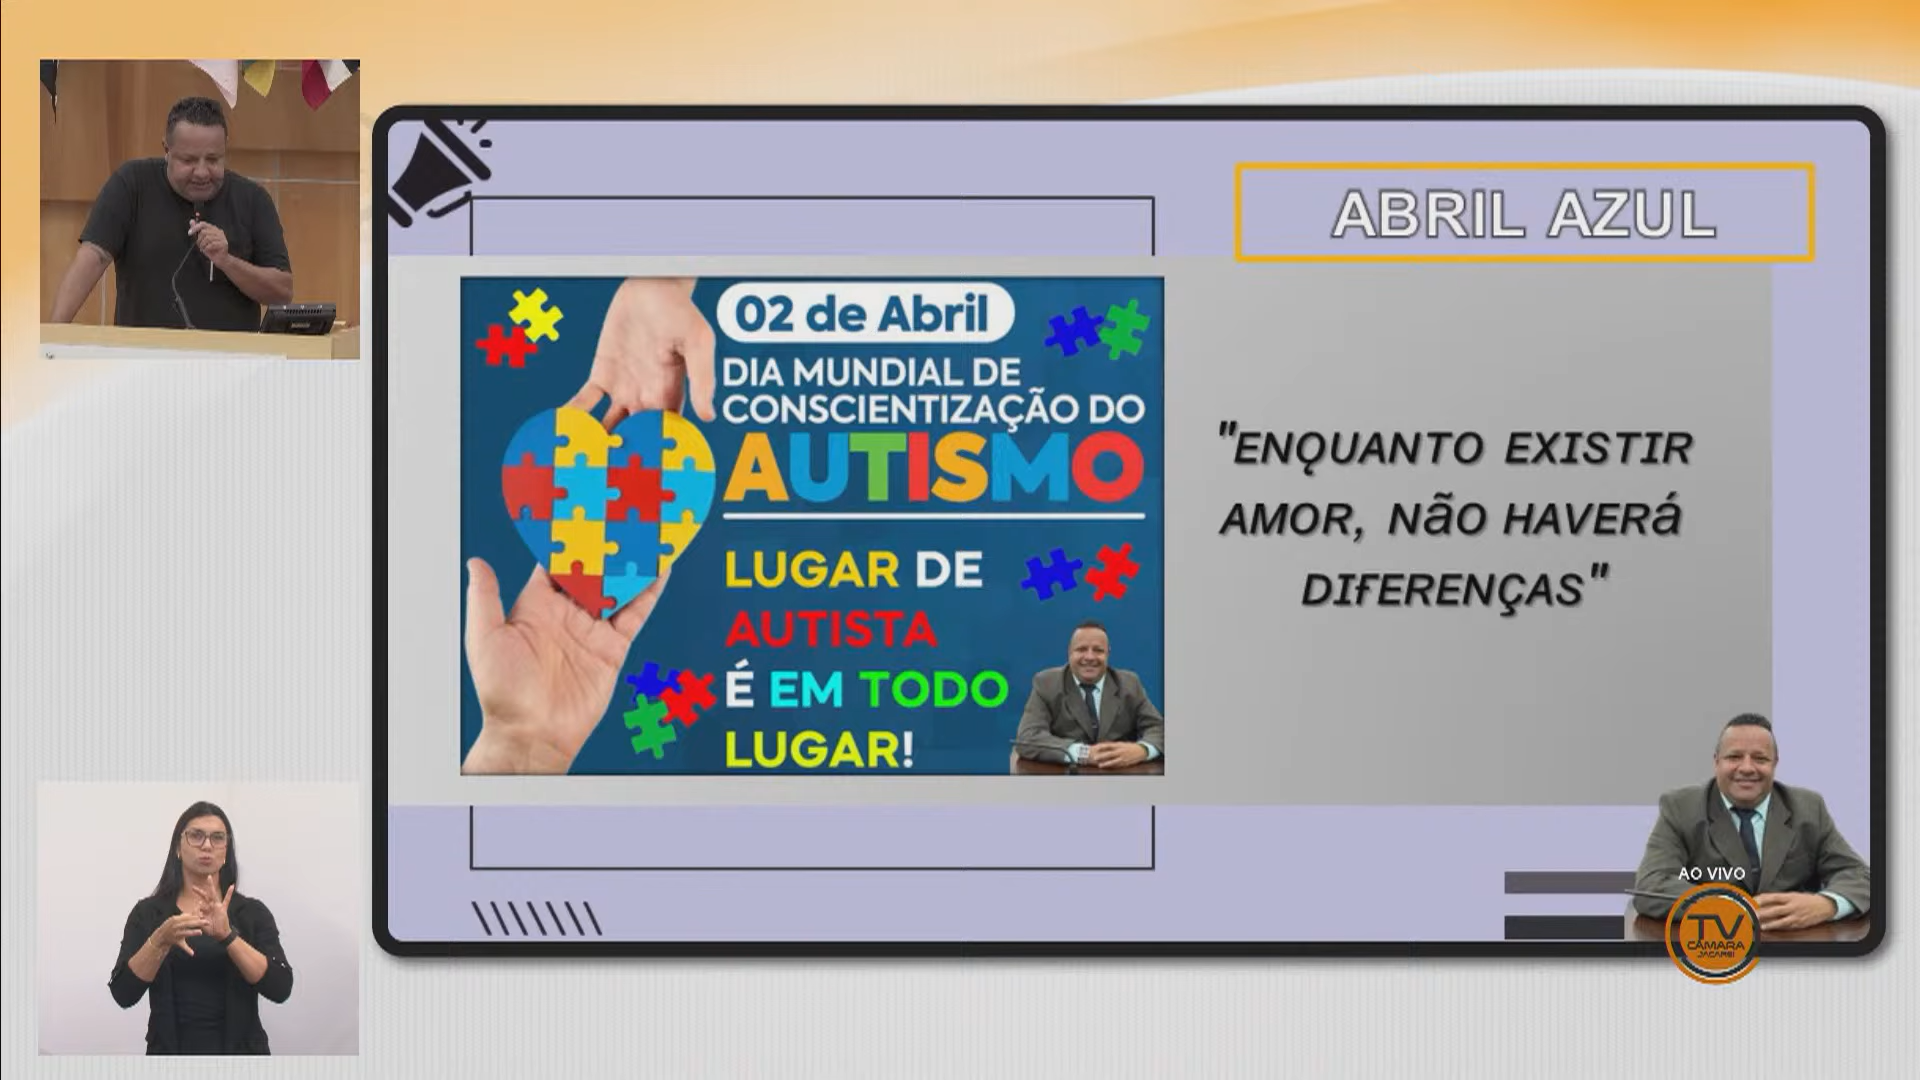 ABRIL AZUL
02 de Abril
DIA MUNDIAL DE
CONSCIENTIZAÇÃO DO
AUTISMO
LUGAR DE
AUTISTA
É EM TODO
LUGAR!
"ENQUANTO EXISTIR
AMOR, NÃO HAVERÁ
DIFERENÇAS"
AO VIVO
TV
CÂMARA
JACAREÍ